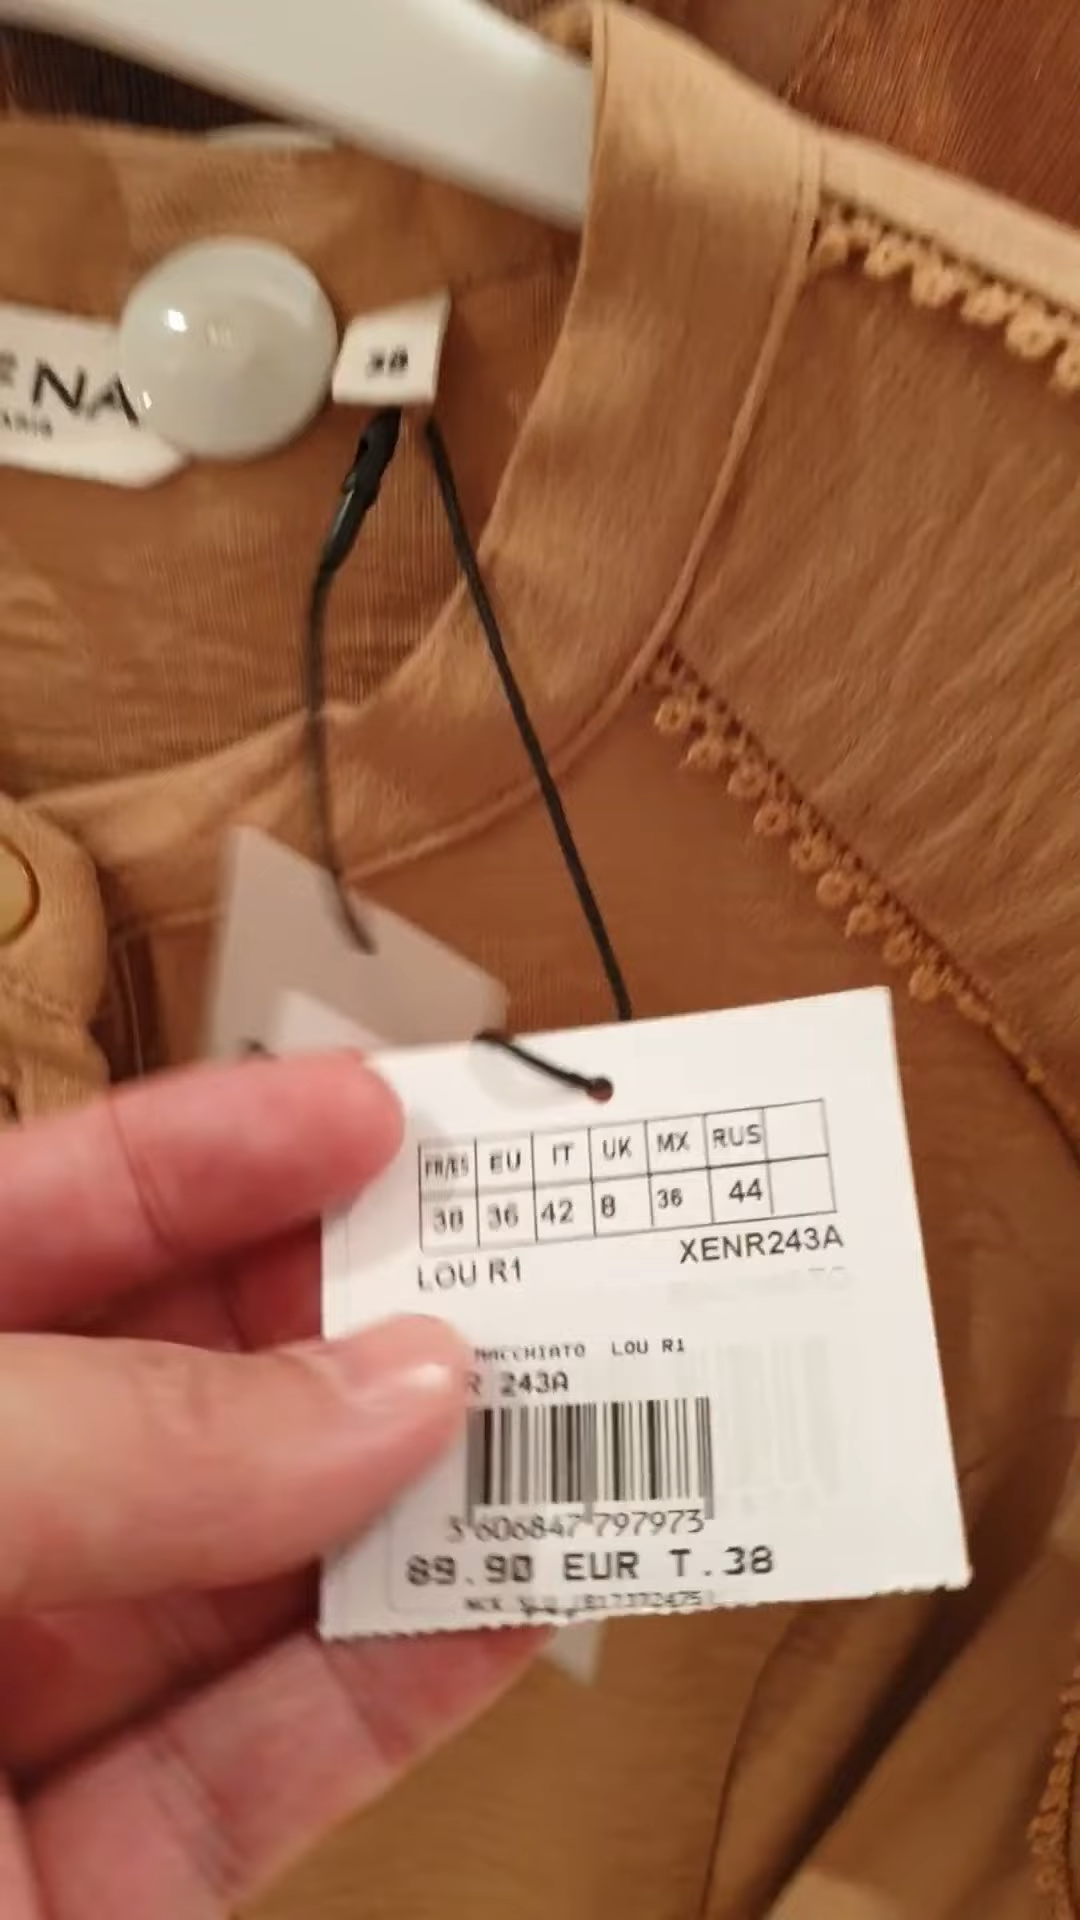 NA
38
FR/ES EU IT UK MX RUS
38 36 42 8 36 44
LOU R1 XENR243A
MACCHIATO LOU R1
R 243A
3 606847 797973
89.90 EUR T.38